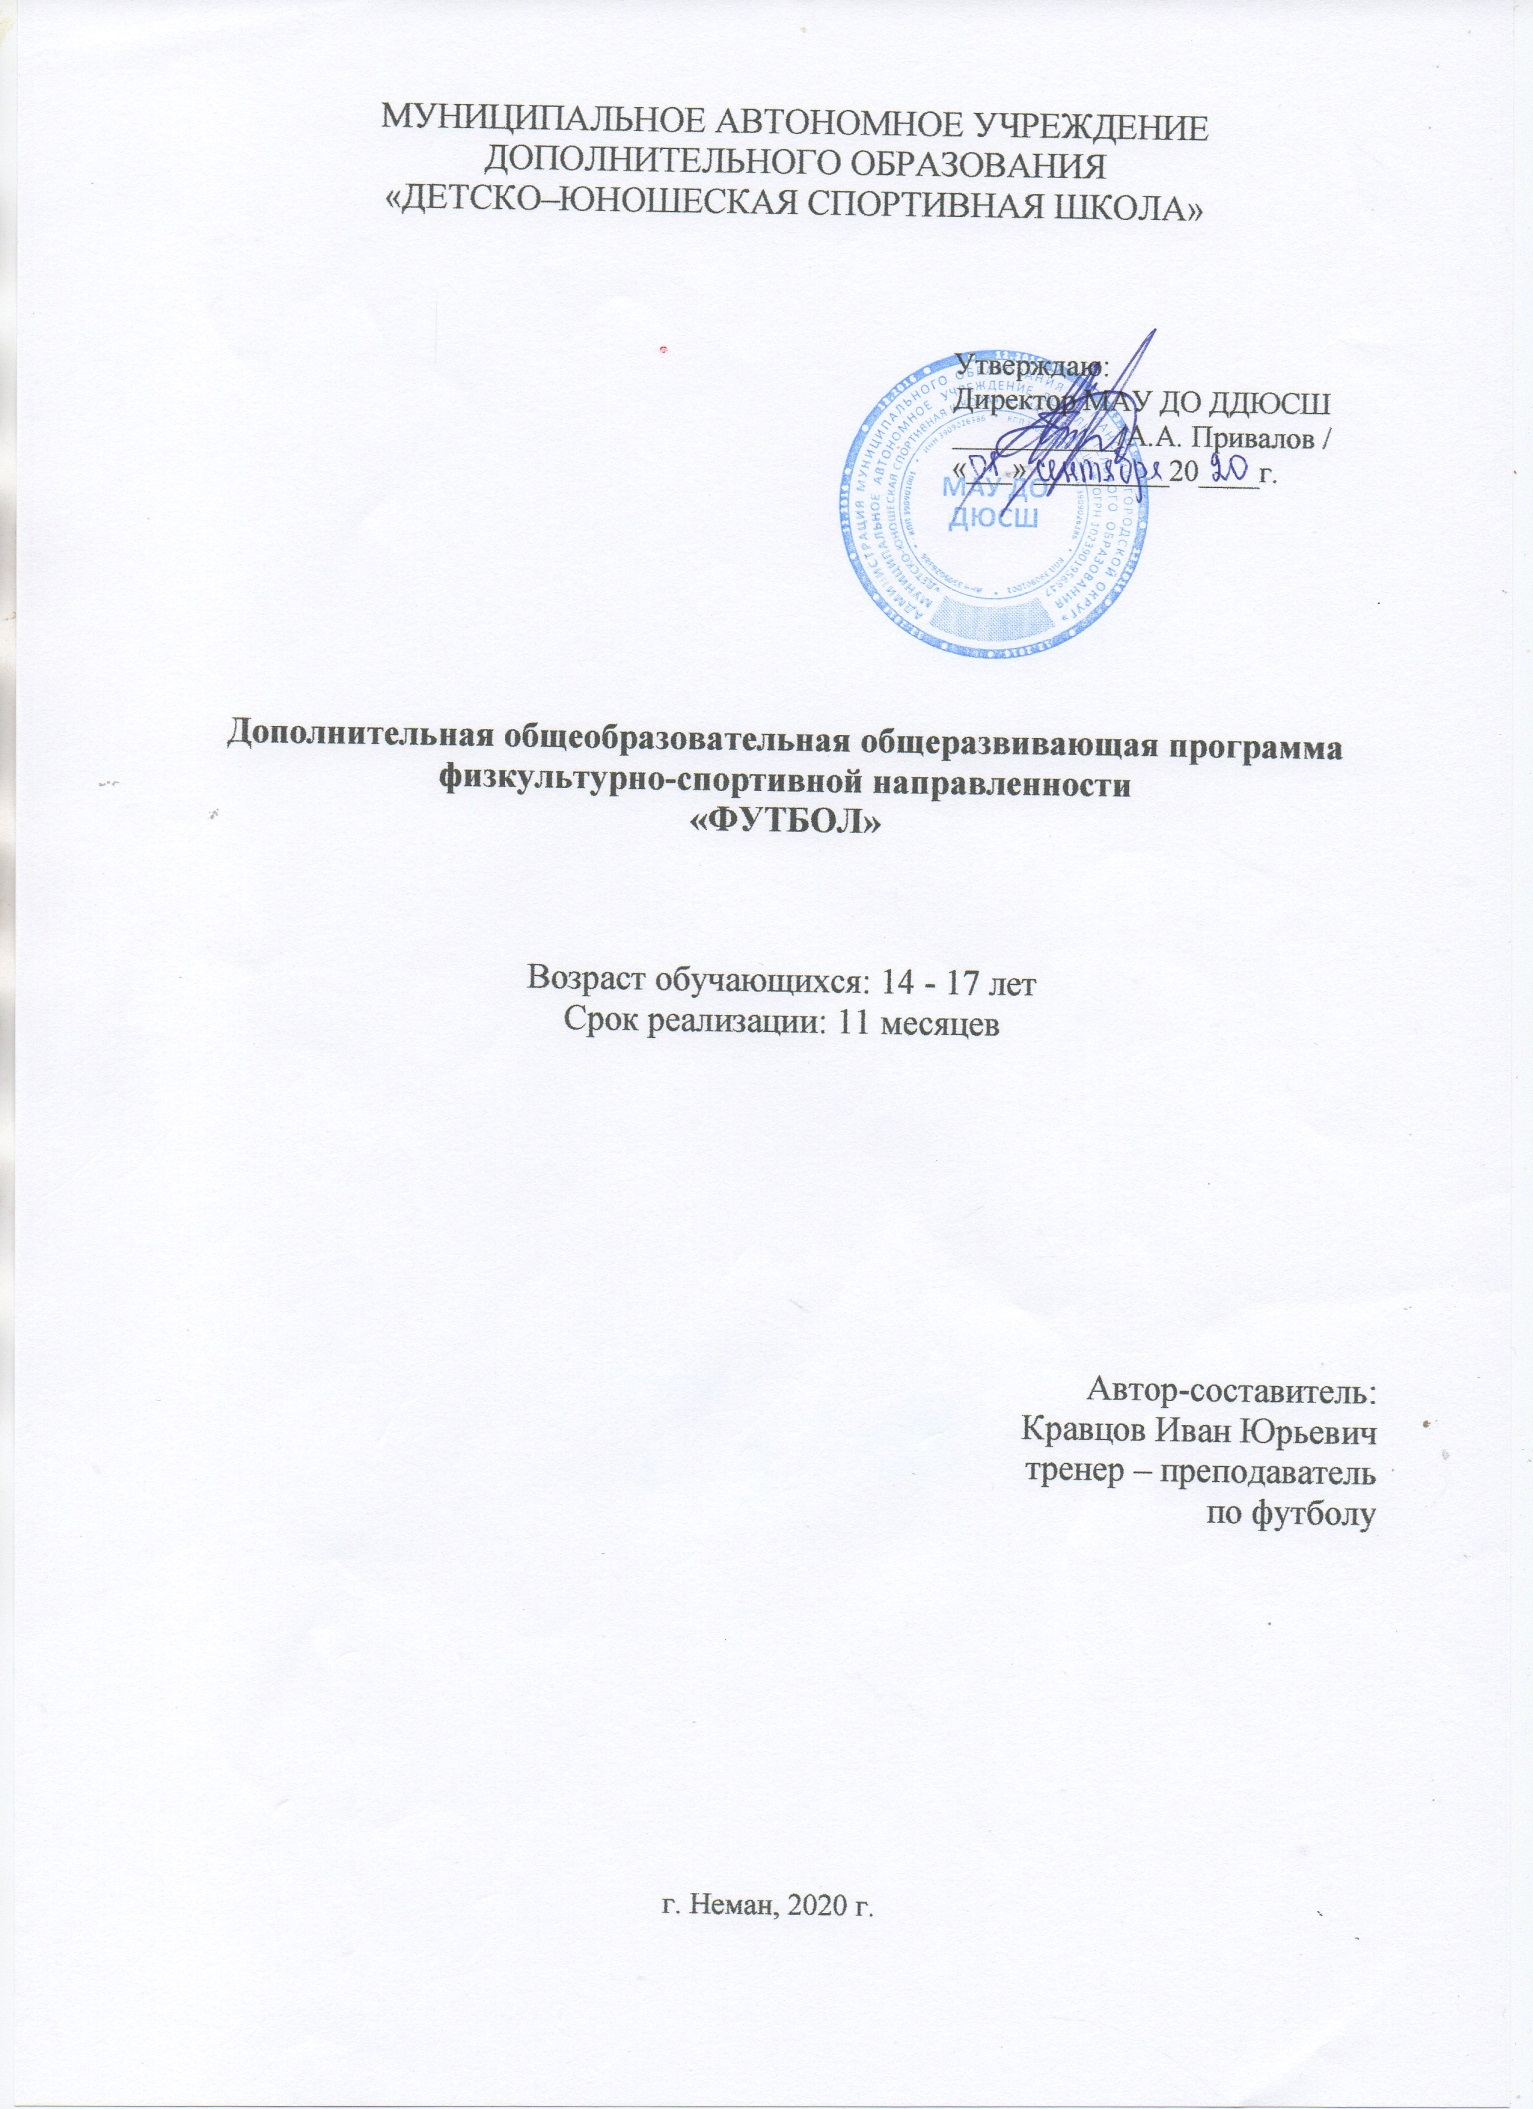 МУНИЦИПАЛЬНОЕ АВТОНОМНОЕ УЧРЕЖДЕНИЕ
ДОПОЛНИТЕЛЬНОГО ОБРАЗОВАНИЯ
«ДЕТСКО–ЮНОШЕСКАЯ СПОРТИВНАЯ ШКОЛА»
Утверждаю:
Директор МАУ ДО ДДЮСШ
/А.А. Привалов /
«01» сентября 2020 г.
МАУ ДО
ДЮСШ
Дополнительная общеобразовательная общеразвивающая программа
физкультурно-спортивной направленности
«ФУТБОЛ»
Возраст обучающихся: 14 - 17 лет
Срок реализации: 11 месяцев
Автор-составитель:
Кравцов Иван Юрьевич
тренер – преподаватель
по футболу
г. Неман, 2020 г.